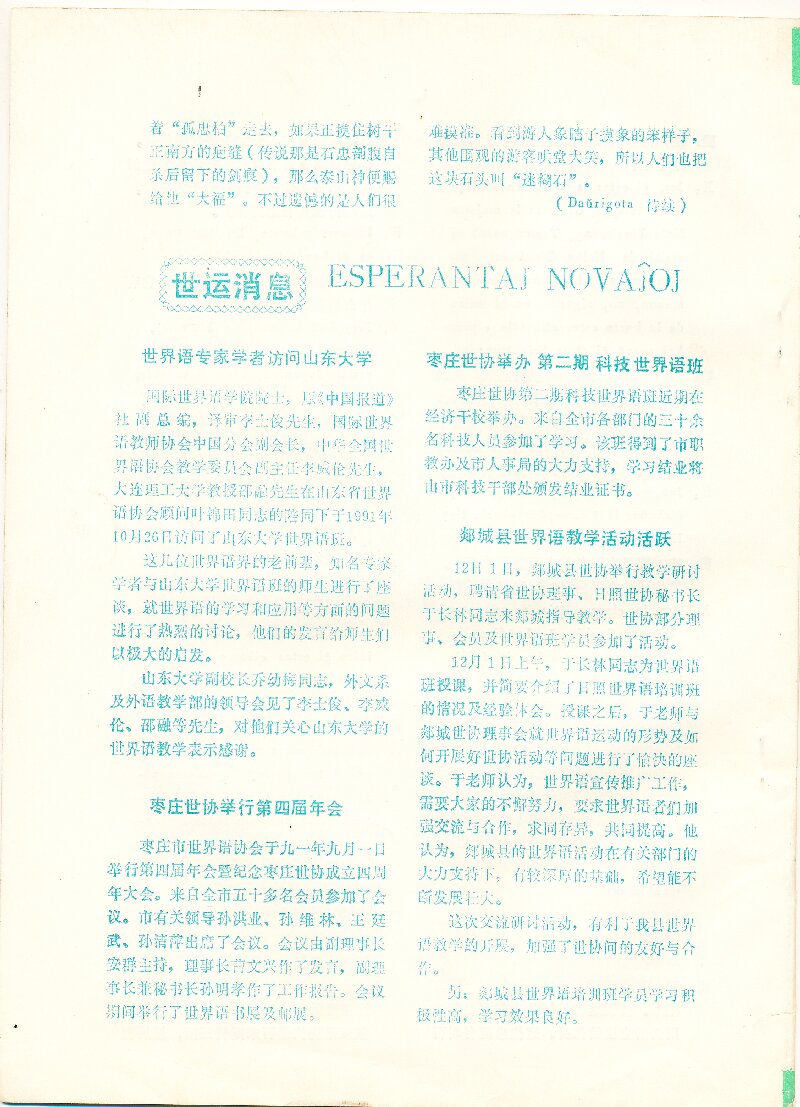 着“孤忠柏”走去，如果正摸住树干
正南方的疤缝（传说那是石忠剖腹自
杀后留下的剑痕），那么泰山神便赐
给他“大福”。不过遗憾的是人们很
难摸准。看到游人象瞎子摸象的笨样子，
其他围观的游客哄堂大笑，所以人们也把
这块石头叫“迷糊石”。
（Daŭrigota 待续）
世运消息
ESPERANTAJ NOVAĴOJ
世界语专家学者访问山东大学
国际世界语学院院士，原《中国报道》
社副总编，译审李士俊先生，国际世界
语教师协会中国分会副会长，中华全国世
界语协会教学委员会副主任李威伦先生，
大连理工大学教授邵融先生在山东省世界
语协会顾问叶锦田同志的陪同下于1991年
10月26日访问了山东大学世界语班。
这几位世界语界的老前辈，知名专家
学者与山东大学世界语班的师生进行了座
谈，就世界语的学习和应用等方面的问题
进行了热烈的讨论，他们的发言给师生们
以极大的启发。
山东大学副校长乔幼梅同志，外文系
及外语教学部的领导会见了李士俊、李威
伦、邵融等先生，对他们关心山东大学的
世界语教学表示感谢。
枣庄世协举行第四届年会
枣庄市世界语协会于九一年九月一日
举行第四届年会暨纪念枣庄世协成立四周
年大会。来自全市五十多名会员参加了会
议。市有关领导孙洪业、孙维林、王廷
武、孙清萍出席了会议。会议由副理事长
安群主持，理事长曹文兴作了发言，副理
事长兼秘书长孙明孝作了工作报告。会议
期间举行了世界语书展及邮展。
枣庄世协举办 第二期 科技世界语班
枣庄世协第二期科技世界语班近期在
经济干校举办。来自全市各部门的三十余
名科技人员参加了学习。该班得到了市职
教办及市人事局的大力支持，学习结业将
由市科技干部处颁发结业证书。
郯城县世界语教学活动活跃
12月1日，郯城县世协举行教学研讨
活动，聘请省世协理事、日照世协秘书长
于长林同志来郯城指导教学。世协部分理
事、会员及世界语班学员参加了活动。
12月1日上午，于长林同志为世界语
班授课，并简要介绍了日照世界语培训班
的情况及经验体会。授课之后，于老师与
郯城世协理事会就世界语运动的形势及如
何开展好世协活动等问题进行了愉快的座
谈。于老师认为，世界语宣传推广工作，
需要大家的不懈努力，要求世界语者们加
强交流与合作，求同存异，共同提高。他
认为，郯城县的世界语活动在有关部门的
大力支持下，有较深厚的基础，希望能不
断发展壮大。
这次交流研讨活动，有利于我县世界
语教学的开展，加强了世协间的友好与合
作。
另：郯城县世界语培训班学员学习积
极性高，学习效果良好。